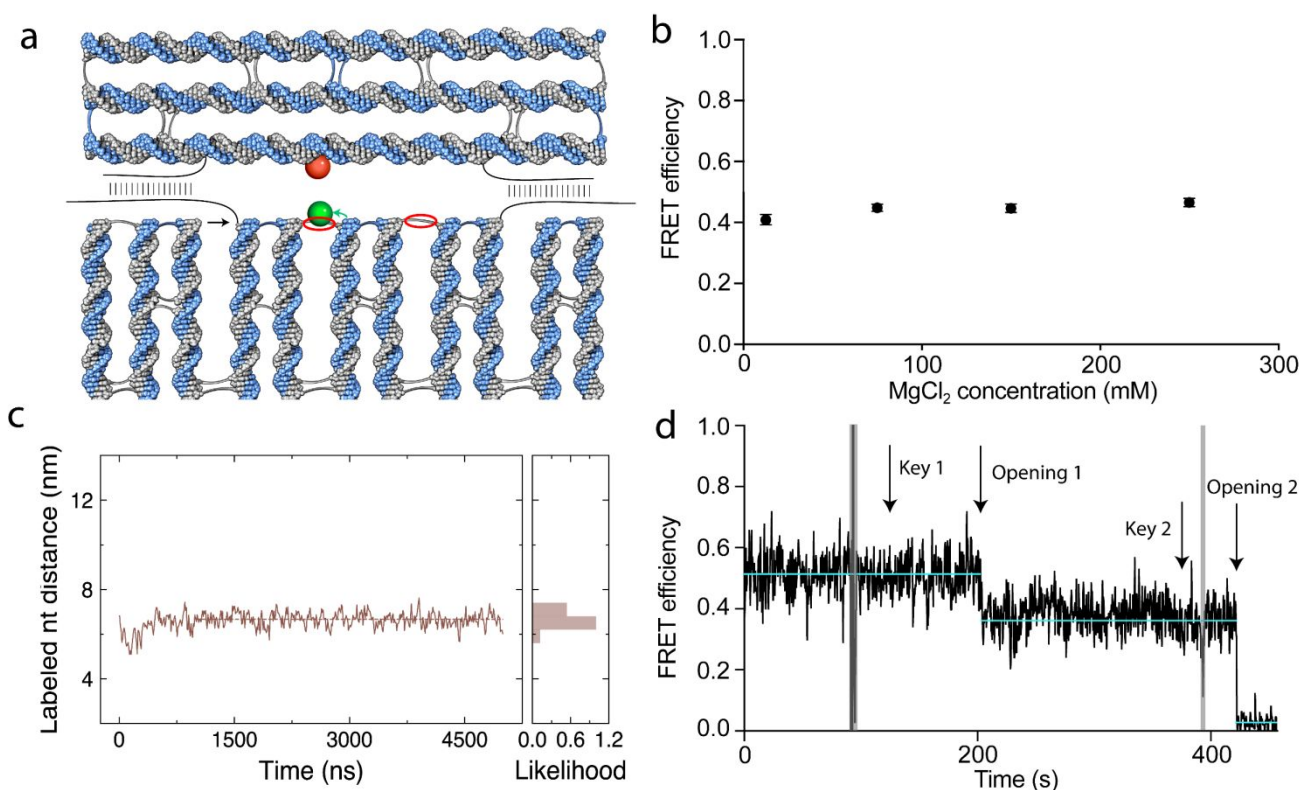 a
b
1.0
0.8
0.6
0.4
0.2
0.0
FRET efficiency
0
100
200
300
MgCl₂ concentration (mM)
c
12
8
4
Labeled nt distance (nm)
0
1500
3000
4500
0.0
0.6
1.2
Time (ns)
Likelihood
d
1.0
0.8
0.6
0.4
0.2
0.0
FRET efficiency
Key 1
Opening 1
Key 2
Opening 2
0
200
400
Time (s)